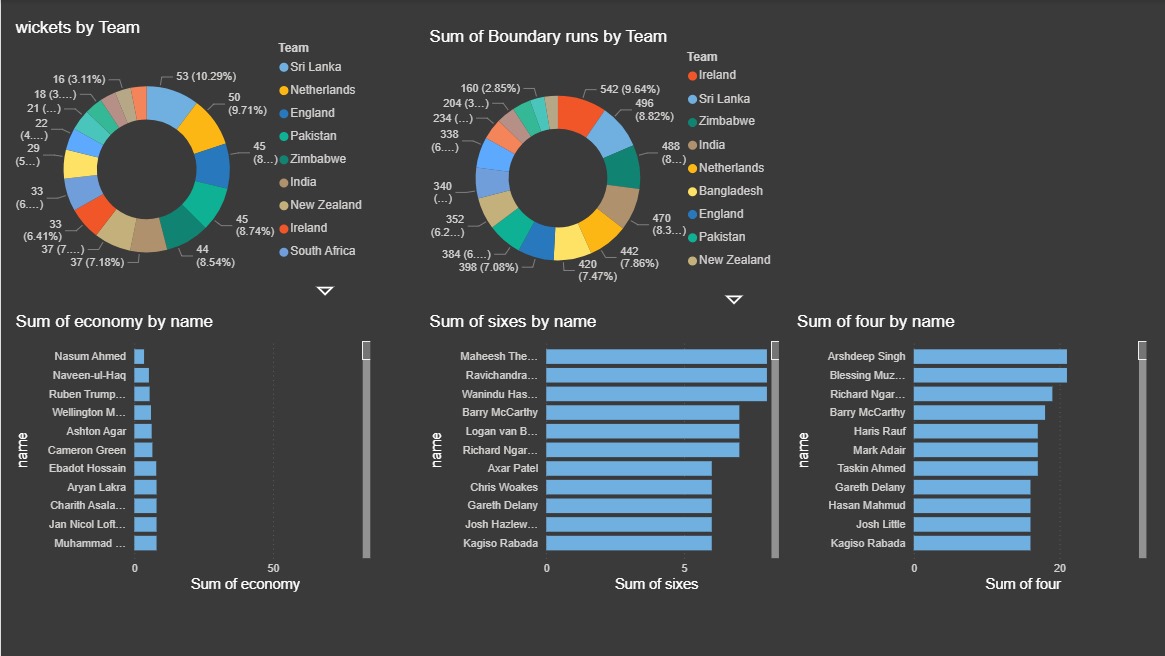 wickets by Team
Team
Sri Lanka
Netherlands
England
Pakistan
Zimbabwe
India
New Zealand
Ireland
South Africa
53 (10.29%)
50
(9.71%)
45
(8...)
45
(8.74%)
44
(8.54%)
37 (7.18%)
37 (7....)
33
(6.41%)
33
(6....)
29
(5...)
22
(4....)
21 (...)
18 (3....)
16 (3.11%)
Sum of Boundary runs by Team
Team
Ireland
Sri Lanka
Zimbabwe
India
Netherlands
Bangladesh
England
Pakistan
New Zealand
542 (9.64%)
496
(8.82%)
488
(8...)
470
(8.3...)
442
(7.86%)
420
(7.47%)
398 (7.08%)
384 (6....)
352
(6.2...)
340
(...)
338
(6....)
234 (...)
204 (3...)
160 (2.85%)
Sum of economy by name
name
Nasum Ahmed
Naveen-ul-Haq
Ruben Trump...
Wellington M...
Ashton Agar
Cameron Green
Ebadot Hossain
Aryan Lakra
Charith Asala...
Jan Nicol Loft...
Muhammad ...
0
50
Sum of economy
Sum of sixes by name
name
Maheesh The...
Ravichandra...
Wanindu Has...
Barry McCarthy
Logan van B...
Richard Ngar...
Axar Patel
Chris Woakes
Gareth Delany
Josh Hazlew...
Kagiso Rabada
0
5
Sum of sixes
Sum of four by name
name
Arshdeep Singh
Blessing Muz...
Richard Ngar...
Barry McCarthy
Haris Rauf
Mark Adair
Taskin Ahmed
Gareth Delany
Hasan Mahmud
Josh Little
Kagiso Rabada
0
20
Sum of four